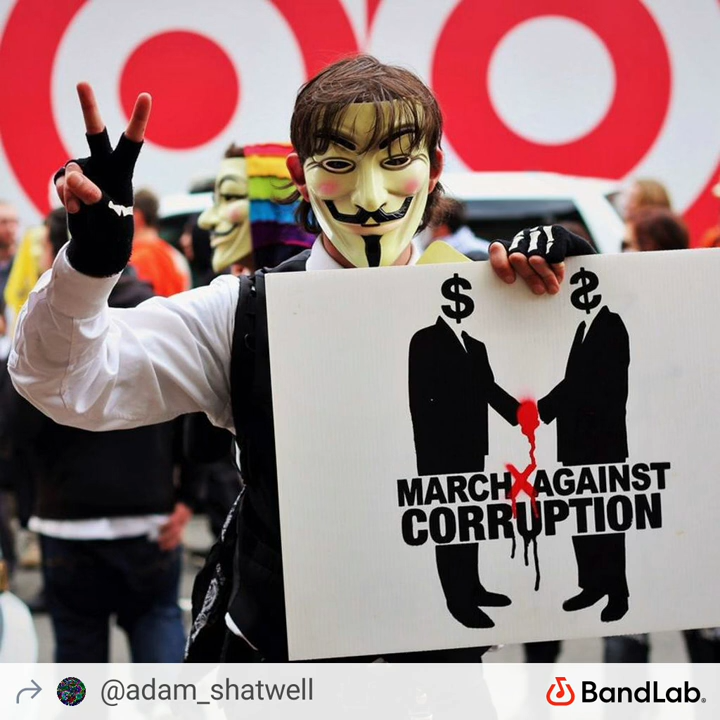 $ $
MARCH AGAINST
CORRUPTION
@adam_shatwell
BandLab.